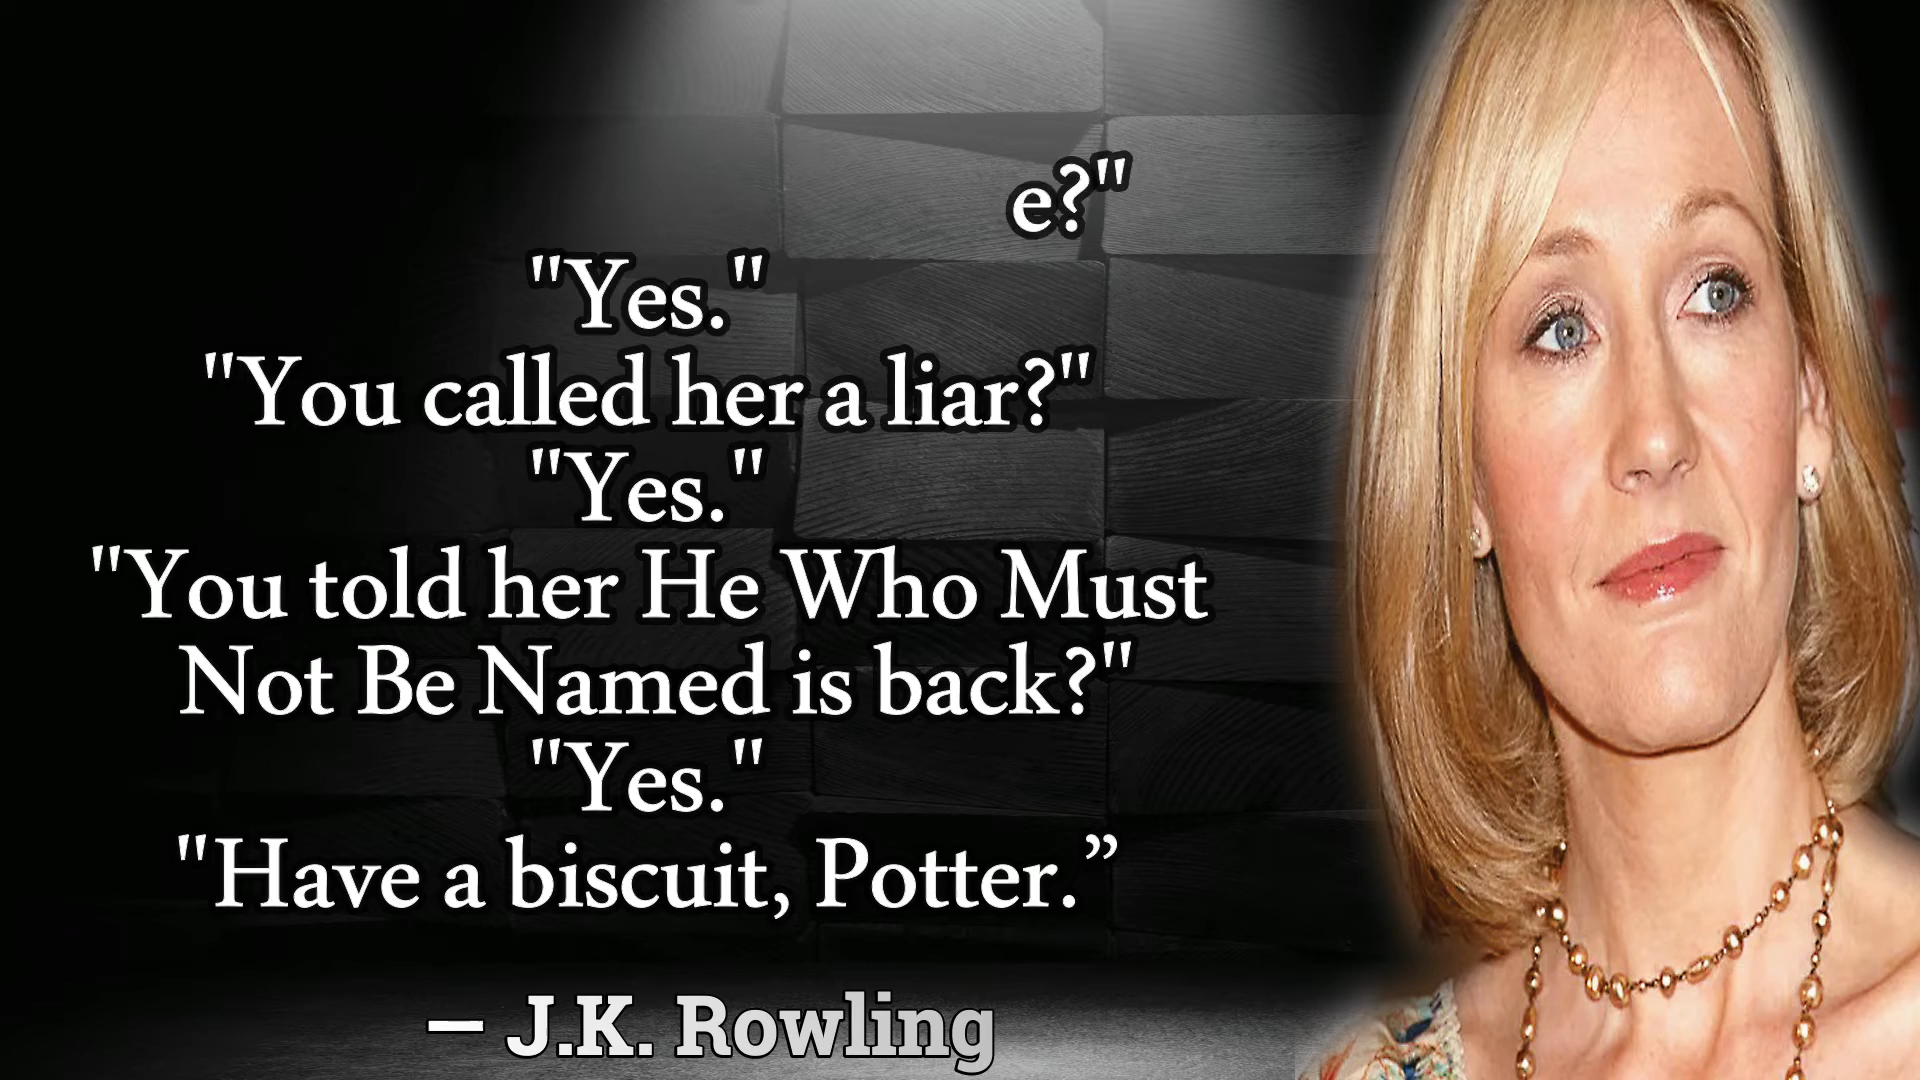 e?"
"Yes."
"You called her a liar?"
"Yes."
"You told her He Who Must
Not Be Named is back?"
"Yes."
"Have a biscuit, Potter.”
— J.K. Rowling